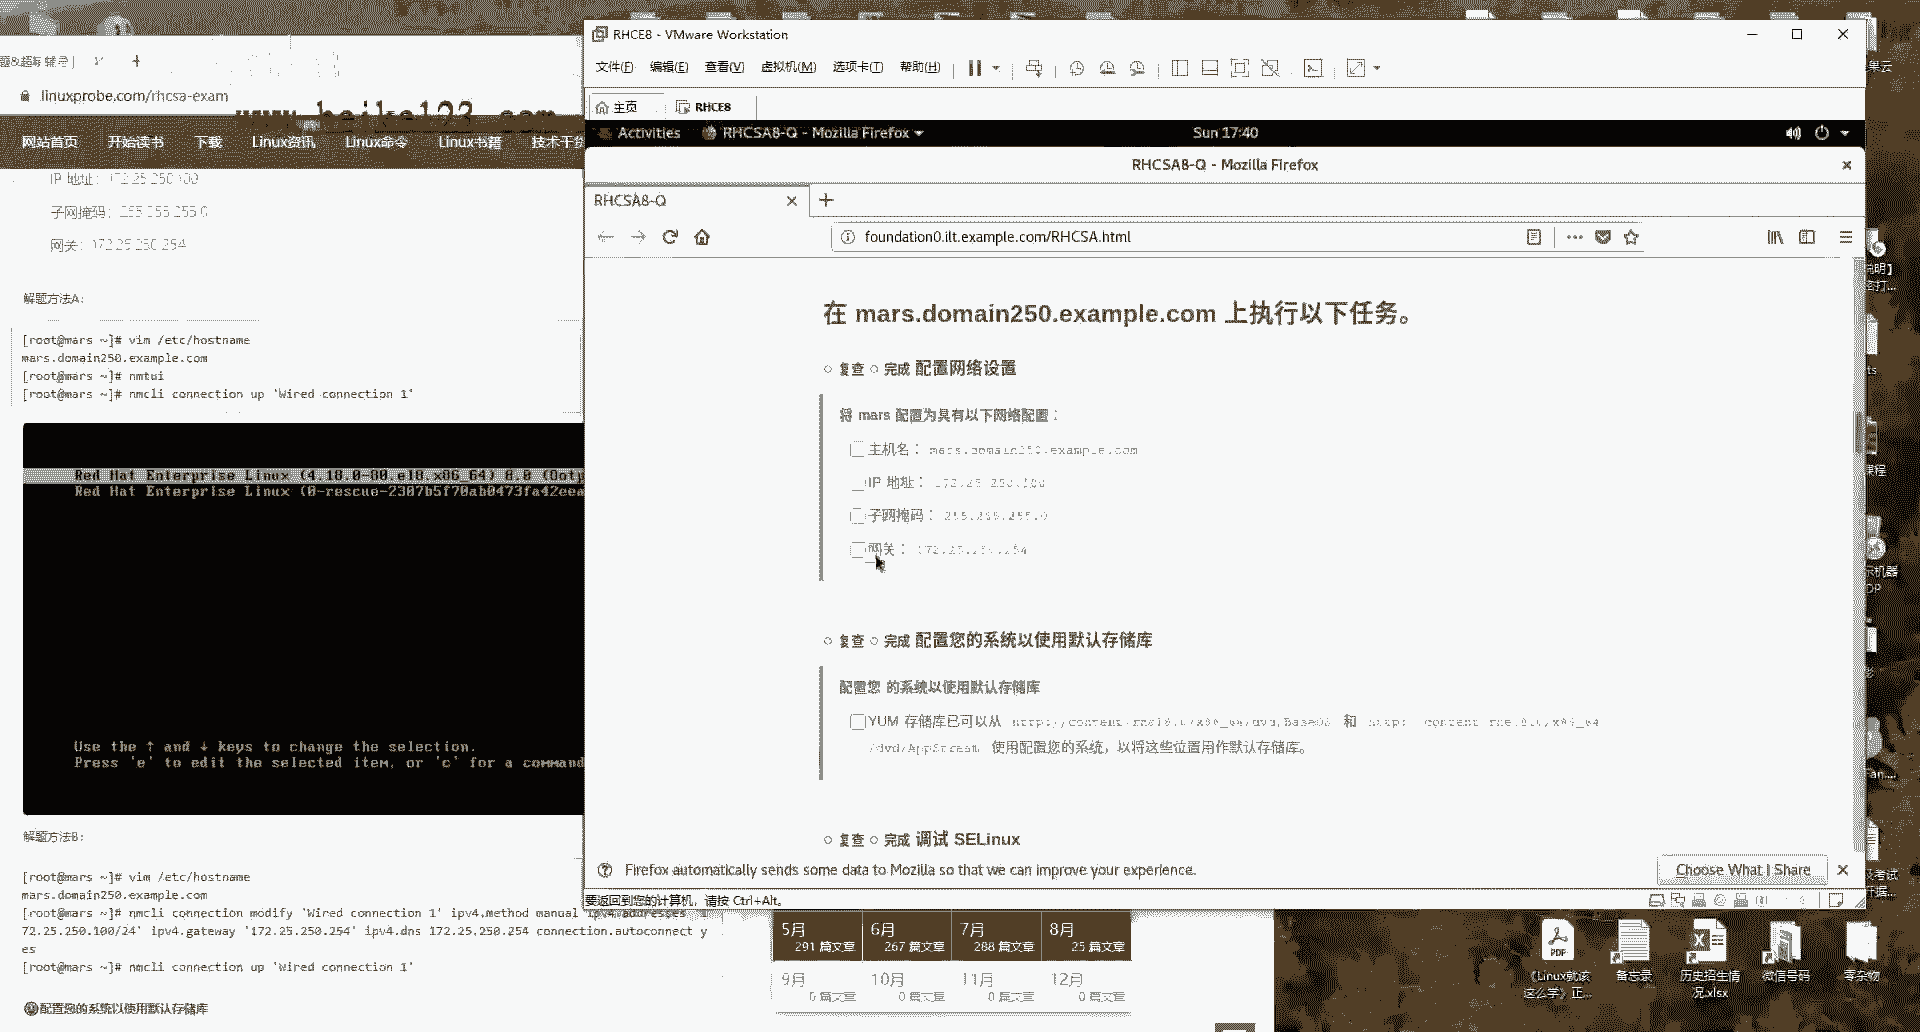 linuxprobe.com/rhcsa-exam
网站首页 开始读书 下载 Linux资讯 Linux命令 Linux书籍 技术干货
IP 地址: 172.25.250.100
子网掩码: 255.255.255.0
网关: 172.25.250.254
解题方法A:
[root@mars ~]# vim /etc/hostname
mars.domain250.example.com
[root@mars ~]# nmtui
[root@mars ~]# nmcli connection up 'Wired connection 1'
Red Hat Enterprise Linux (4.18.0-80.el8.x86_64) 8.0 (Ootp
Red Hat Enterprise Linux (0-rescue-2307b5f70ab0473fa42eea
Use the ↑ and ↓ keys to change the selection.
Press 'e' to edit the selected item, or 'c' for a command
解题方法B:
[root@mars ~]# vim /etc/hostname
mars.domain250.example.com
[root@mars ~]# nmcli connection modify 'Wired connection 1' ipv4.method manual ipv4.addresses '1
72.25.250.100/24' ipv4.gateway '172.25.250.254' ipv4.dns 172.25.250.254 connection.autoconnect y
es
[root@mars ~]# nmcli connection up 'Wired connection 1'
配置您的系统以使用默认存储库
RHCE8 - VMware Workstation
文件(F) 编辑(E) 查看(V) 虚拟机(M) 选项卡(T) 帮助(H)
主页 RHCE8
Activities RHCSA8-Q - Mozilla Firefox Sun 17:40
RHCSA8-Q - Mozilla Firefox
RHCSA8-Q
foundation0.ilt.example.com/RHCSA.html
在 mars.domain250.example.com 上执行以下任务。
复查 完成 配置网络设置
将 mars 配置为具有以下网络配置：
主机名： mars.domain250.example.com
IP 地址： 172.25.250.100
子网掩码： 255.255.255.0
网关： 172.25.250.254
复查 完成 配置您的系统以使用默认存储库
配置您 的系统以使用默认存储库
YUM 存储库已可以从 和
/dvd/AppStream 使用配置您的系统，以将这些位置用作默认存储库。
复查 完成 调试 SELinux
Firefox automatically sends some data to Mozilla so that we can improve your experience.
Choose What I Share
要返回到您的计算机，请按 Ctrl+Alt。
5月 6月 7月 8月
291 篇文章 267 篇文章 288 篇文章 25 篇文章
9月 10月 11月 12月
0 篇文章 0 篇文章 0 篇文章 0 篇文章
《Linux就该
这么学》正...
备忘录
历史招生情
况.xlsx
微信号码
零杂物